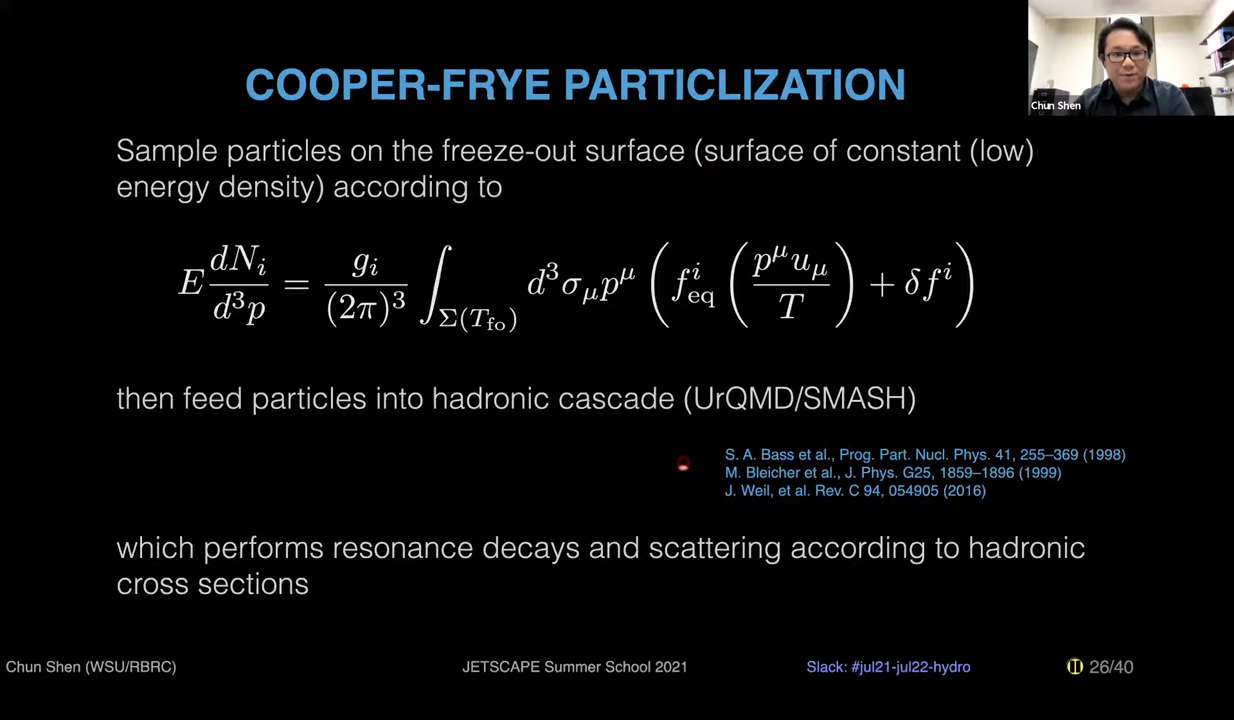 COOPER-FRYE PARTICLIZATION
Chun Shen
Sample particles on the freeze-out surface (surface of constant (low)
energy density) according to
E dN_i/d³p = g_i/(2π)³ ∫_Σ(T_fo) d³σ_μ p^μ ( f^i_eq ( p^μ u_μ / T ) + δf^i )
then feed particles into hadronic cascade (UrQMD/SMASH)
S. A. Bass et al., Prog. Part. Nucl. Phys. 41, 255–369 (1998)
M. Bleicher et al., J. Phys. G25, 1859–1896 (1999)
J. Weil, et al. Rev. C 94, 054905 (2016)
which performs resonance decays and scattering according to hadronic
cross sections
Chun Shen (WSU/RBRC) JETSCAPE Summer School 2021 Slack: #jul21-jul22-hydro 26/40